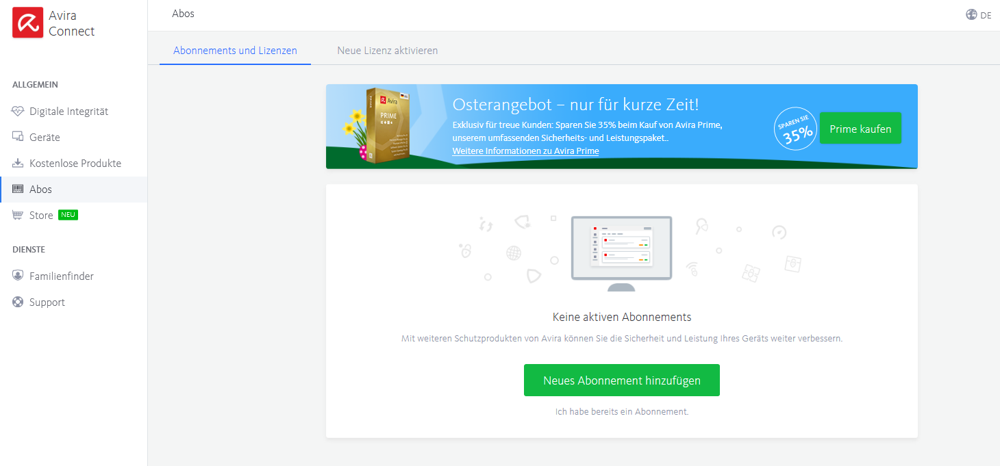 Avira
Connect
Abos
DE
Abonnements und Lizenzen
Neue Lizenz aktivieren
ALLGEMEIN
Digitale Integrität
Geräte
Kostenlose Produkte
Abos
Store NEU
DIENSTE
Familienfinder
Support
Avira
PRIME
Osterangebot – nur für kurze Zeit!
Exklusiv für treue Kunden: Sparen Sie 35% beim Kauf von Avira Prime,
unserem umfassenden Sicherheits- und Leistungspaket..
Weitere Informationen zu Avira Prime
SPAREN SIE
35%
Prime kaufen
Keine aktiven Abonnements
Mit weiteren Schutzprodukten von Avira können Sie die Sicherheit und Leistung Ihres Geräts weiter verbessern.
Neues Abonnement hinzufügen
Ich habe bereits ein Abonnement.